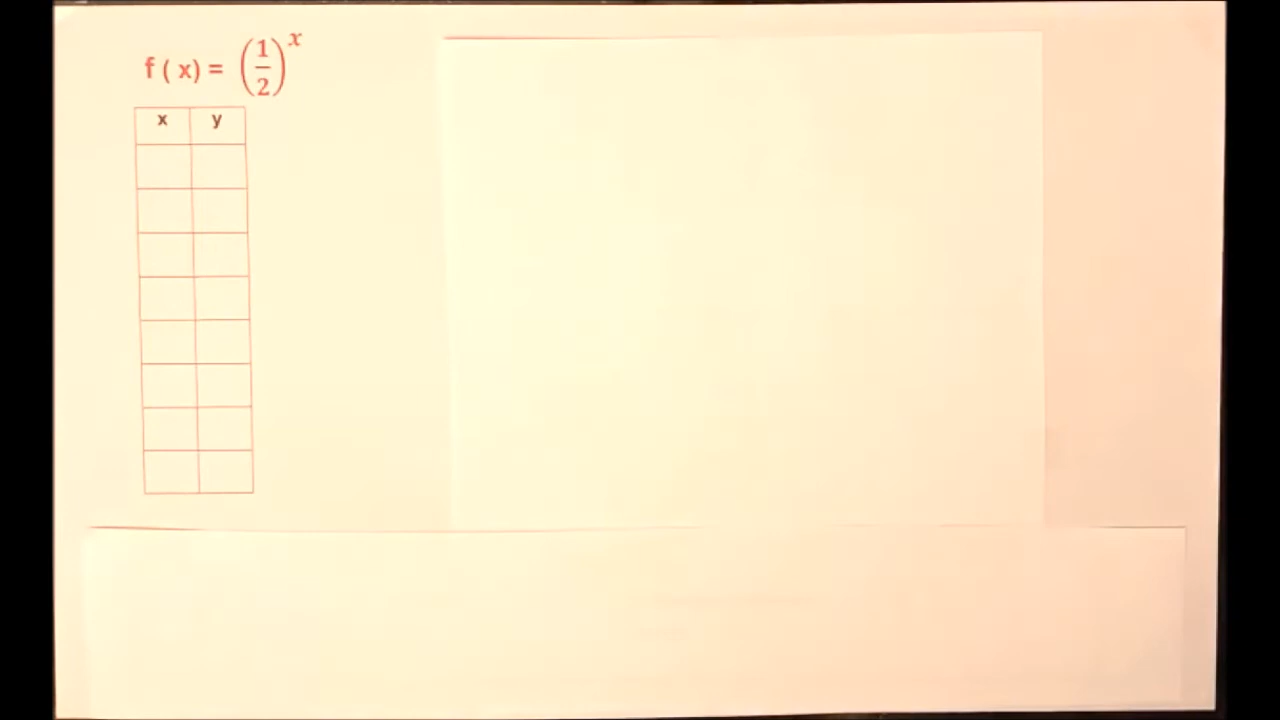 f ( x) = (1/2)^x
x y